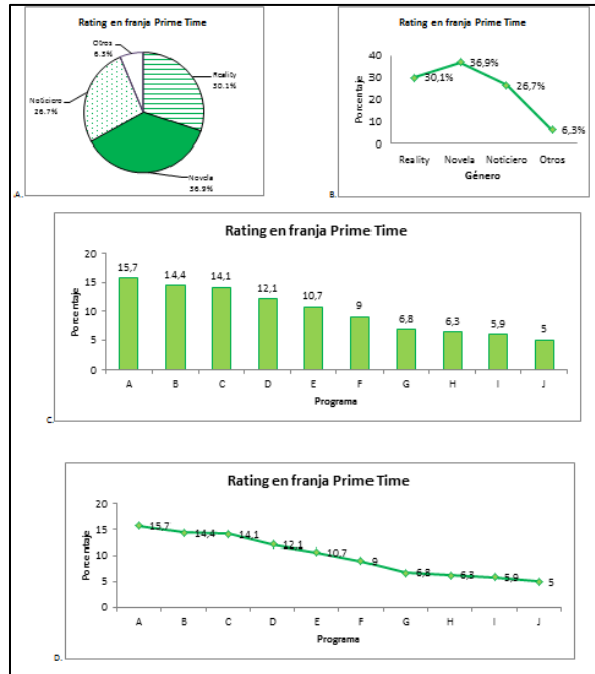 Rating en franja Prime Time
Otros
6.3%
Reality
30.1%
Noticiero
26.7%
Novela
36.9%
A.
Rating en franja Prime Time
Porcentaje
40
30
20
10
0
30,1%
36,9%
26,7%
6,3%
Reality Novela Noticiero Otros
Género
B.
Rating en franja Prime Time
Porcentaje
20
15
10
5
0
15,7 14,4 14,1 12,1 10,7 9 6,8 6,3 5,9 5
A B C D E F G H I J
Programa
C.
Rating en franja Prime Time
Porcentaje
20
15
10
5
0
15,7 14,4 14,1 12,1 10,7 9 6,8 6,3 5,9 5
A B C D E F G H I J
Programa
D.